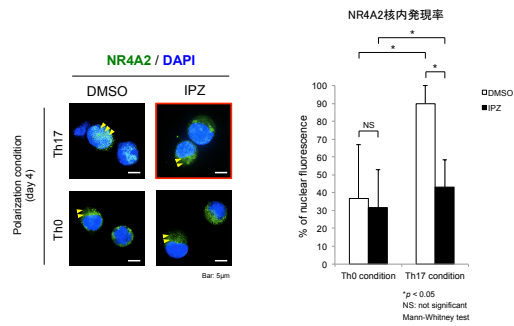 NR4A2 / DAPI
DMSO
IPZ
Polarization condition
(day 4)
Th17
Th0
Bar: 5μm
NR4A2核内発現率
*
*
*
NS
DMSO
IPZ
% of nuclear fluorescence
100
90
80
70
60
50
40
30
20
10
0
Th0 condition
Th17 condition
*p < 0.05
NS: not significant
Mann-Whitney test